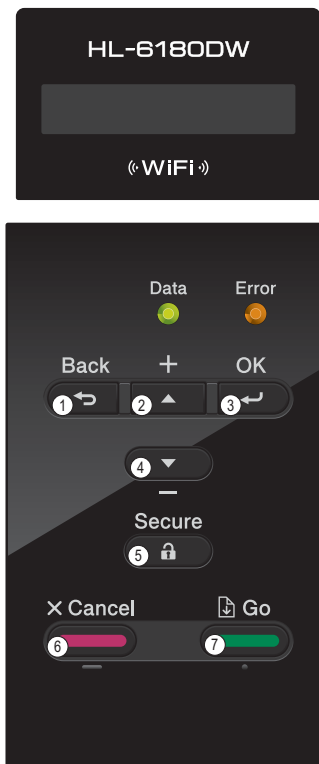 HL-6180DW
WiFi
Data Error
Back + OK
1 2 3
4
−
Secure
5
× Cancel Go
6 7